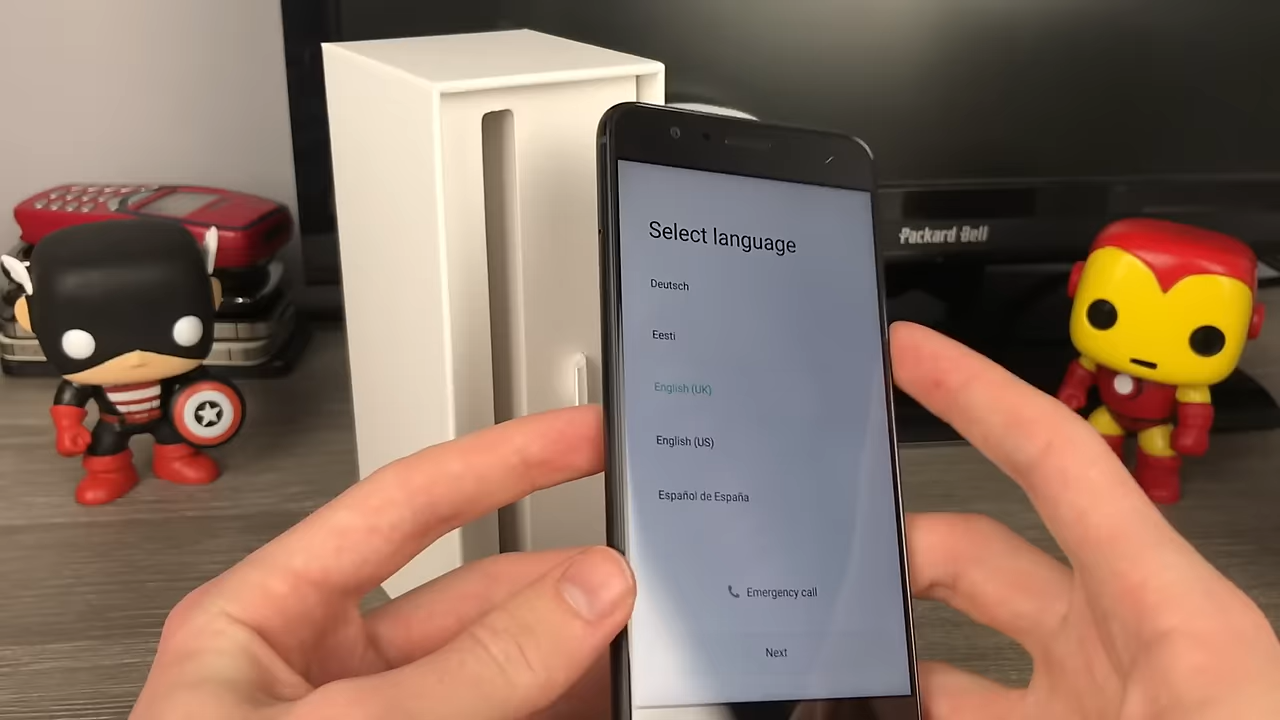 Select language
Deutsch
Eesti
English (UK)
English (US)
Español de España
Emergency call
Next
Packard Bell